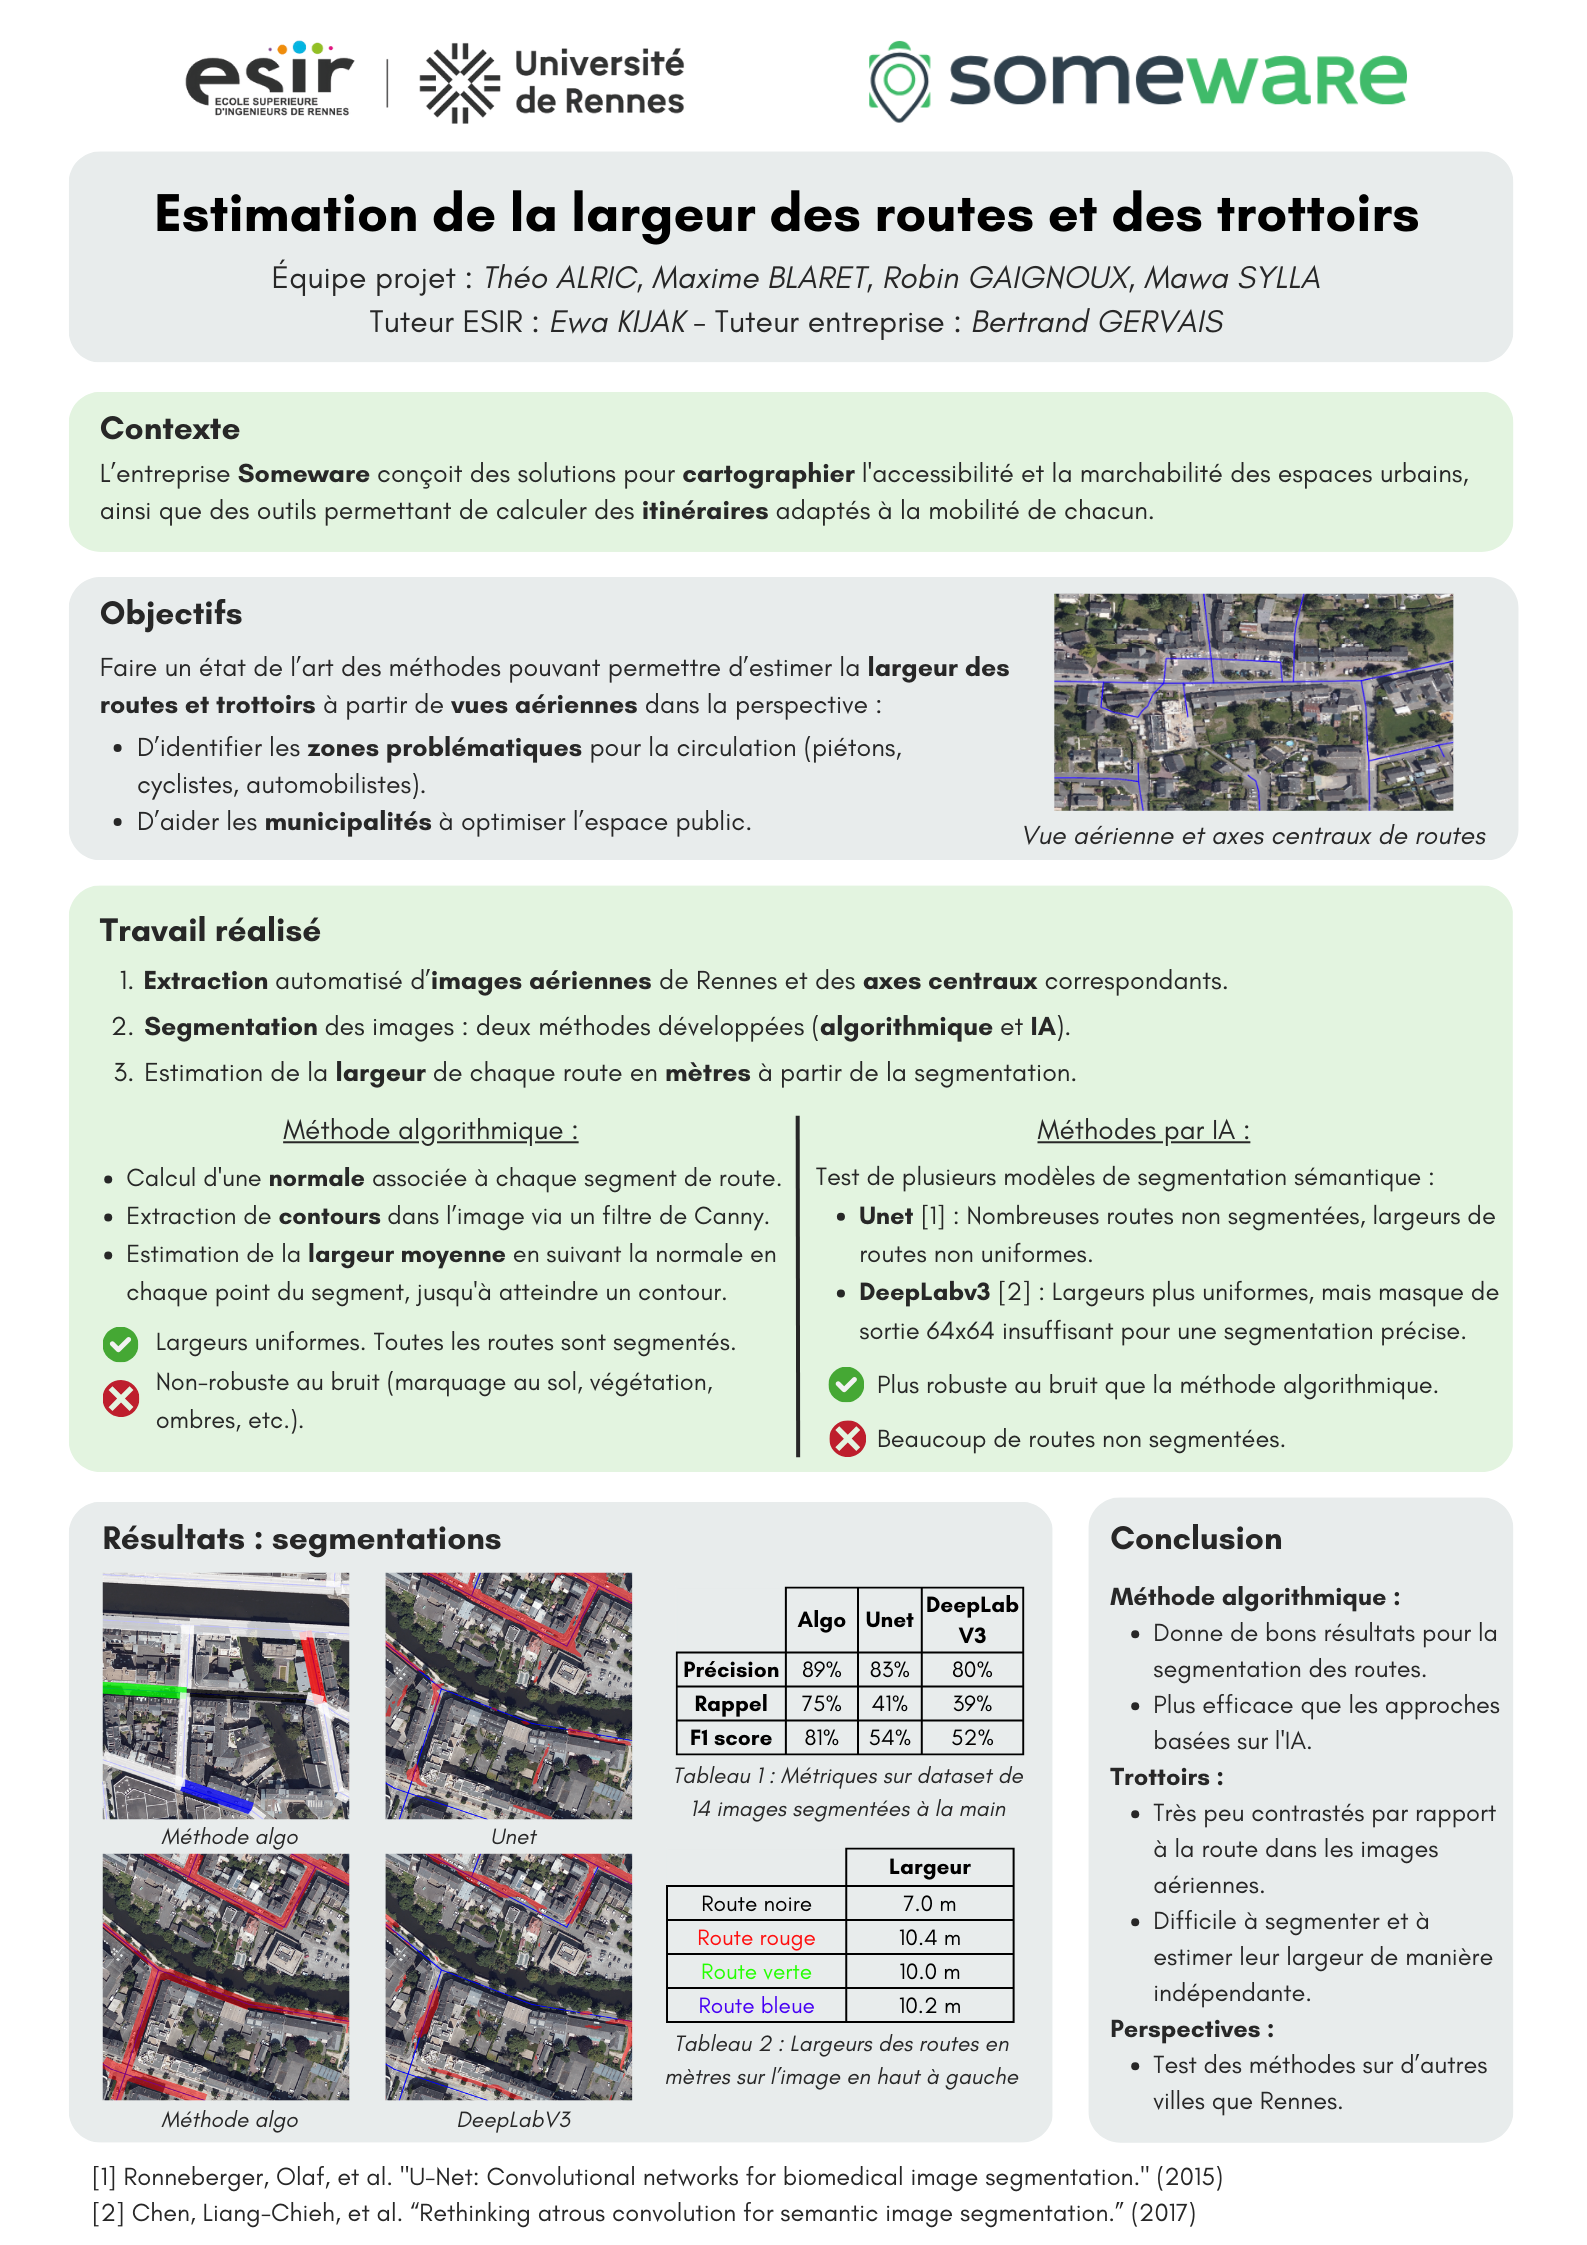 esir
ECOLE SUPERIEURE
D'INGENIEURS DE RENNES
Université
de Rennes
someware
Estimation de la largeur des routes et des trottoirs
Équipe projet : Théo ALRIC, Maxime BLARET, Robin GAIGNOUX, Mawa SYLLA
Tuteur ESIR : Ewa KIJAK - Tuteur entreprise : Bertrand GERVAIS
Contexte
L’entreprise Someware conçoit des solutions pour cartographier l'accessibilité et la marchabilité des espaces urbains,
ainsi que des outils permettant de calculer des itinéraires adaptés à la mobilité de chacun.
Objectifs
Faire un état de l’art des méthodes pouvant permettre d’estimer la largeur des
routes et trottoirs à partir de vues aériennes dans la perspective :
• D’identifier les zones problématiques pour la circulation (piétons,
cyclistes, automobilistes).
• D’aider les municipalités à optimiser l’espace public.
Vue aérienne et axes centraux de routes
Travail réalisé
1. Extraction automatisé d’images aériennes de Rennes et des axes centraux correspondants.
2. Segmentation des images : deux méthodes développées (algorithmique et IA).
3. Estimation de la largeur de chaque route en mètres à partir de la segmentation.
Méthode algorithmique :
• Calcul d'une normale associée à chaque segment de route.
• Extraction de contours dans l’image via un filtre de Canny.
• Estimation de la largeur moyenne en suivant la normale en
chaque point du segment, jusqu'à atteindre un contour.
Largeurs uniformes. Toutes les routes sont segmentés.
Non-robuste au bruit (marquage au sol, végétation,
ombres, etc.).
Méthodes par IA :
Test de plusieurs modèles de segmentation sémantique :
• Unet [1] : Nombreuses routes non segmentées, largeurs de
routes non uniformes.
• DeepLabv3 [2] : Largeurs plus uniformes, mais masque de
sortie 64x64 insuffisant pour une segmentation précise.
Plus robuste au bruit que la méthode algorithmique.
Beaucoup de routes non segmentées.
Résultats : segmentations
Méthode algo
Unet
Méthode algo
DeepLabV3
Algo Unet DeepLab
V3
Précision 89% 83% 80%
Rappel 75% 41% 39%
F1 score 81% 54% 52%
Tableau 1 : Métriques sur dataset de
14 images segmentées à la main
Largeur
Route noire 7.0 m
Route rouge 10.4 m
Route verte 10.0 m
Route bleue 10.2 m
Tableau 2 : Largeurs des routes en
mètres sur l’image en haut à gauche
Conclusion
Méthode algorithmique :
• Donne de bons résultats pour la
segmentation des routes.
• Plus efficace que les approches
basées sur l'IA.
Trottoirs :
• Très peu contrastés par rapport
à la route dans les images
aériennes.
• Difficile à segmenter et à
estimer leur largeur de manière
indépendante.
Perspectives :
• Test des méthodes sur d’autres
villes que Rennes.
[1] Ronneberger, Olaf, et al. "U-Net: Convolutional networks for biomedical image segmentation." (2015)
[2] Chen, Liang-Chieh, et al. “Rethinking atrous convolution for semantic image segmentation.” (2017)